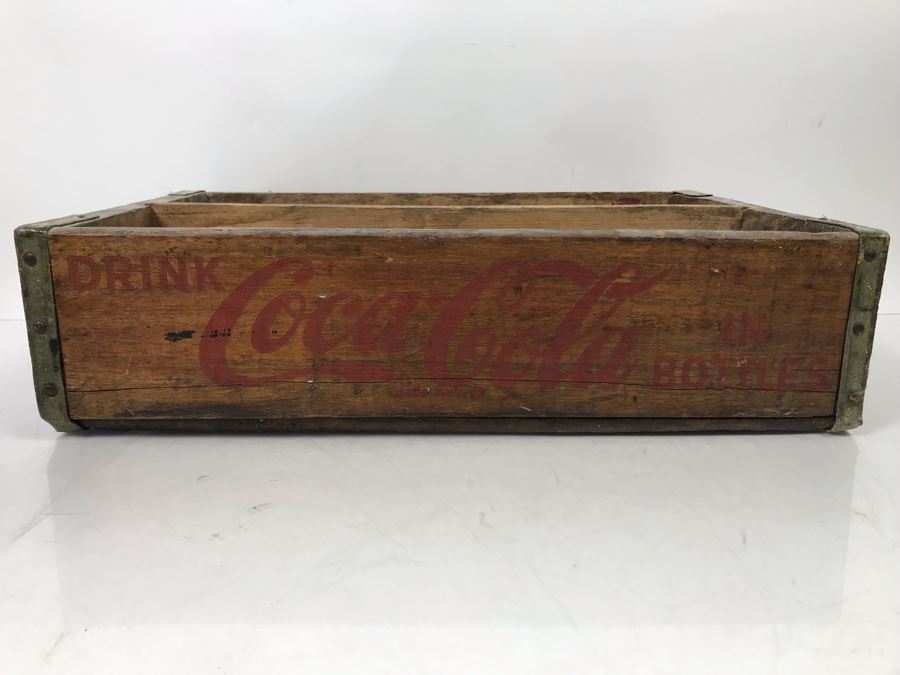 DRINK
Coca-Cola
IN
BOTTLES